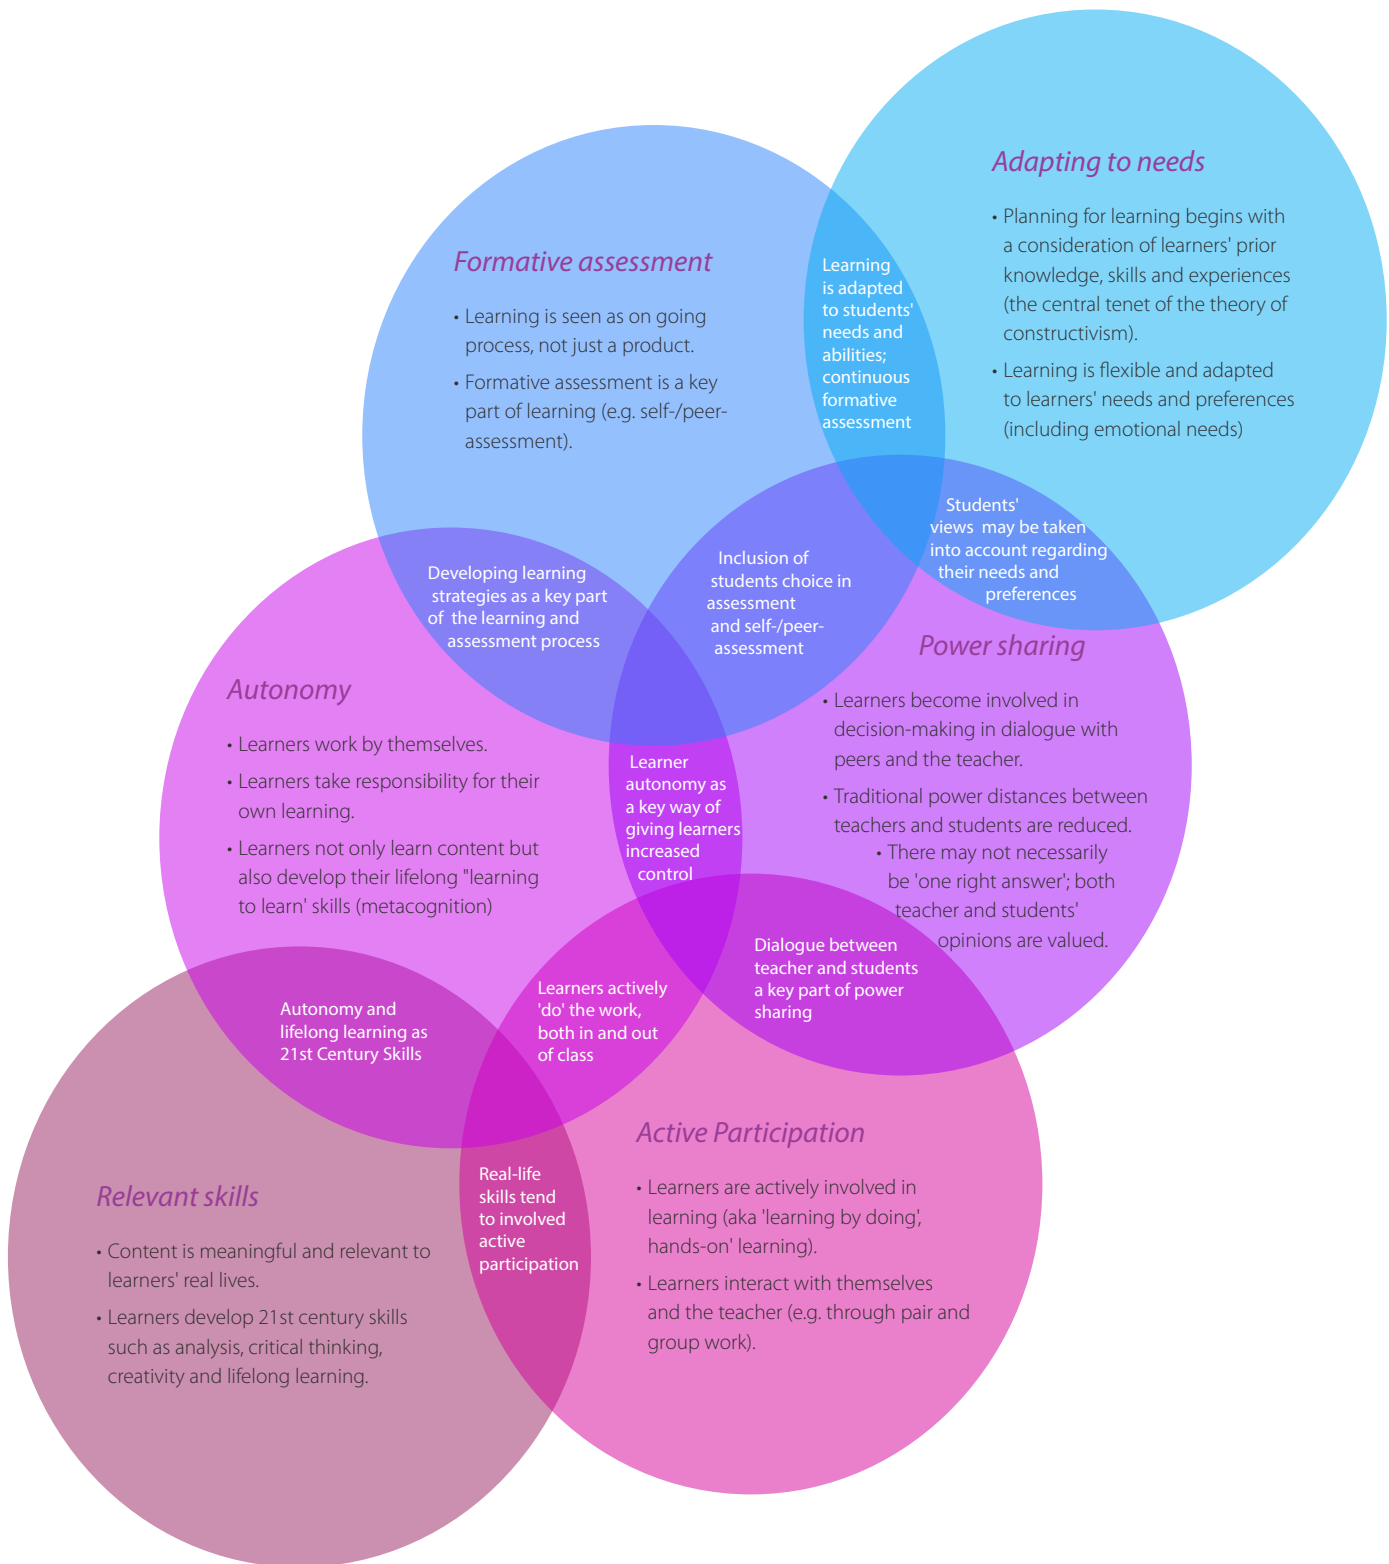 Adapting to needs
• Planning for learning begins with
a consideration of learners' prior
knowledge, skills and experiences
(the central tenet of the theory of
constructivism).
• Learning is flexible and adapted
to learners' needs and preferences
(including emotional needs)
Formative assessment
• Learning is seen as on going
process, not just a product.
• Formative assessment is a key
part of learning (e.g. self-/peer-
assessment).
Learning
is adapted
to students'
needs and
abilities;
continuous
formative
assessment
Students'
views may be taken
into account regarding
their needs and
preferences
Inclusion of
students choice in
assessment
and self-/peer-
assessment
Developing learning
strategies as a key part
of the learning and
assessment process
Power sharing
• Learners become involved in
decision-making in dialogue with
peers and the teacher.
• Traditional power distances between
teachers and students are reduced.
• There may not necessarily
be 'one right answer'; both
teacher and students'
opinions are valued.
Autonomy
• Learners work by themselves.
• Learners take responsibility for their
own learning.
• Learners not only learn content but
also develop their lifelong "learning
to learn' skills (metacognition)
Learner
autonomy as
a key way of
giving learners
increased
control
Dialogue between
teacher and students
a key part of power
sharing
Learners actively
'do' the work,
both in and out
of class
Autonomy and
lifelong learning as
21st Century Skills
Active Participation
• Learners are actively involved in
learning (aka 'learning by doing',
hands-on' learning).
• Learners interact with themselves
and the teacher (e.g. through pair and
group work).
Real-life
skills tend
to involved
active
participation
Relevant skills
• Content is meaningful and relevant to
learners' real lives.
• Learners develop 21st century skills
such as analysis, critical thinking,
creativity and lifelong learning.